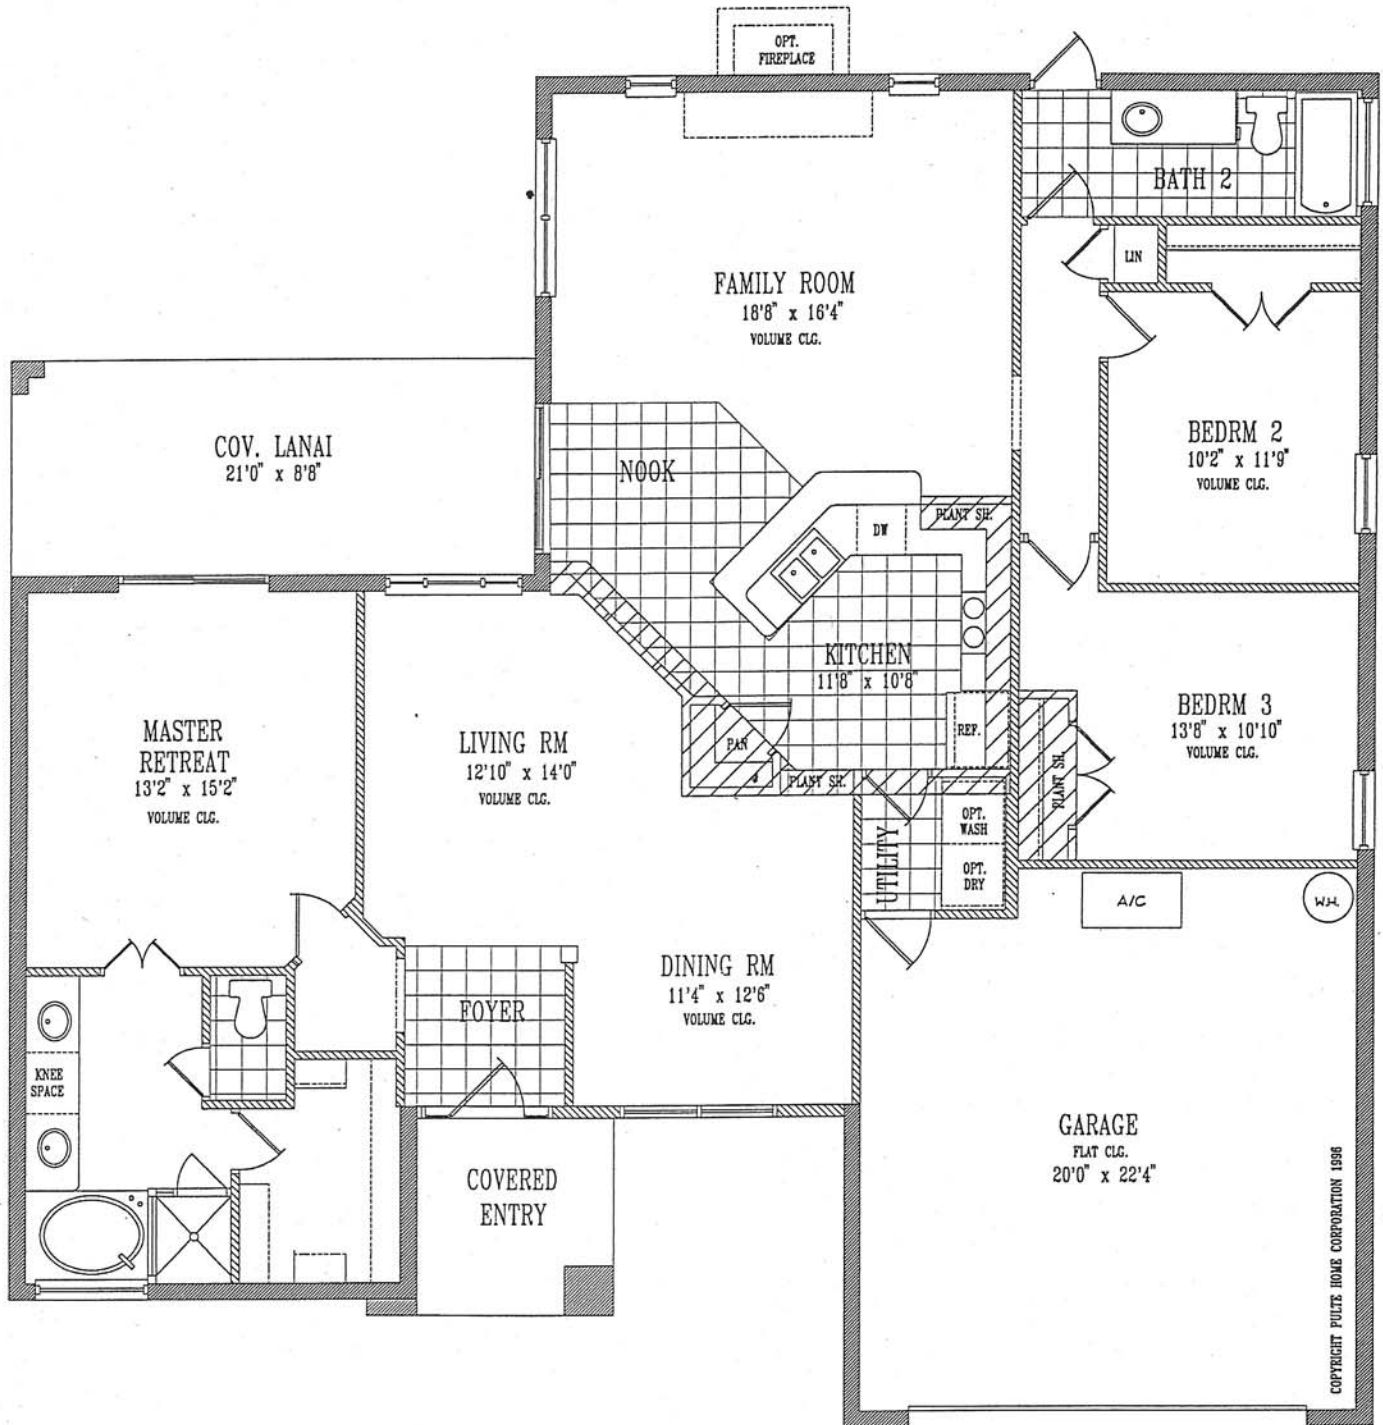 OPT.
FIREPLACE
BATH 2
LIN
FAMILY ROOM
18'8" x 16'4"
VOLUME CLG.
COV. LANAI
21'0" x 8'8"
NOOK
BEDRM 2
10'2" x 11'9"
VOLUME CLG.
PLANT SH.
DW
KITCHEN
11'8" x 10'8"
MASTER
RETREAT
13'2" x 15'2"
VOLUME CLG.
LIVING RM
12'10" x 14'0"
VOLUME CLG.
PAN
REF.
BEDRM 3
13'8" x 10'10"
VOLUME CLG.
PLANT SH.
PLANT SH.
UTILITY
OPT.
WASH
OPT.
DRY
A/C
W.H.
DINING RM
11'4" x 12'6"
VOLUME CLG.
FOYER
KNEE
SPACE
GARAGE
FLAT CLG.
20'0" x 22'4"
COVERED
ENTRY
COPYRIGHT PULTE HOME CORPORATION 1996